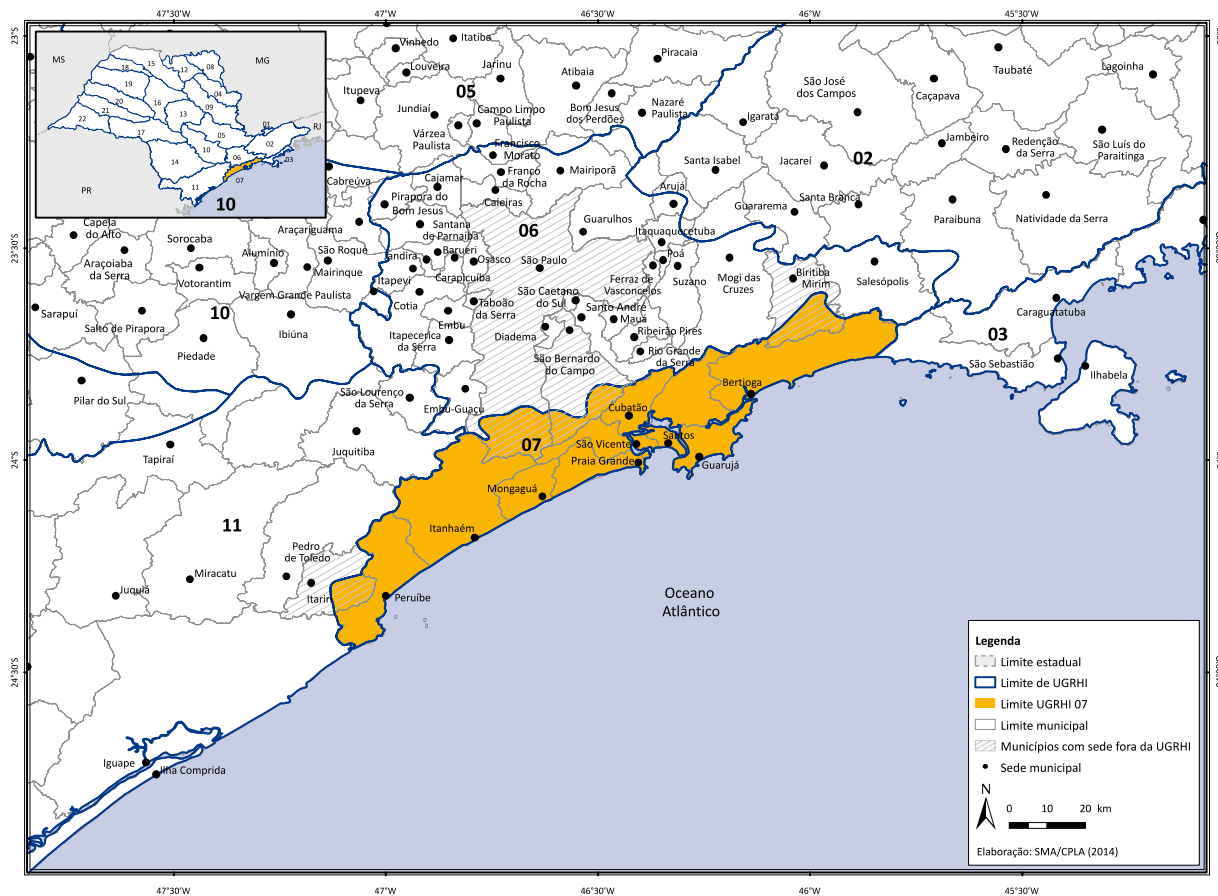 47°30'W 47°W 46°30'W 46°W 45°30'W
23°S
MS
MG
RJ
PR
18
15
12
08
19
04
20
16
09
21
13
22
05
17
01
02
10
06
03
14
11
07
10
Vinhedo
Itatiba
Piracaia
Taubaté
Lagoinha
Louveira
Jarinu
Atibaia
São José
dos Campos
Caçapava
Itupeva
05
Bom Jesus
dos Perdões
Nazaré
Paulista
Jundiaí
Campo Limpo
Paulista
Igaratá
Várzea
Paulista
Francisco
Morato
Jambeiro
Redenção
da Serra
São Luís do
Paraitinga
02
Santa Isabel
Jacareí
Cabreúva
Cajamar
Franco
da Rocha
Mairiporã
Caieiras
Arujá
Pirapora do
Bom Jesus
Guararema
Santa Branca
Paraibuna
Natividade da Serra
Capela
do Alto
Araçariguama
Santana
de Parnaíba
06
Guarulhos
Itaquaquecetuba
Sorocaba
Alumínio
São Roque
Jandira
Barueri
Osasco
São Paulo
Poá
Araçoiaba
da Serra
Votorantim
Mairinque
Itapevi
Carapicuíba
Ferraz de
Vasconcelos
Suzano
Mogi das
Cruzes
Biritiba
Mirim
Salesópolis
Vargem Grande Paulista
Cotia
São Caetano
do Sul
Taboão
da Serra
Santo André
Mauá
Sarapuí
Salto de Pirapora
10
Ibiúna
Embu
Diadema
Ribeirão Pires
Caraguatatuba
03
Itapecerica
da Serra
Rio Grande
da Serra
Piedade
São Bernardo
do Campo
São Sebastião
Ilhabela
Pilar do Sul
São Lourenço
da Serra
Embu-Guaçu
Bertioga
Cubatão
Juquitiba
07
São Vicente
Santos
Tapiraí
Praia Grande
Guarujá
Mongaguá
11
Itanhaém
Pedro
de Toledo
Miracatu
Juquiá
Itariri
Peruíbe
Oceano
Atlântico
Iguape
Ilha Comprida
23°30'S
24°S
24°30'S
Legenda
Limite estadual
Limite de UGRHI
Limite UGRHI 07
Limite municipal
Municípios com sede fora da UGRHI
Sede municipal
N
0 10 20 km
Elaboração: SMA/CPLA (2014)
47°30'W 47°W 46°30'W 46°W 45°30'W